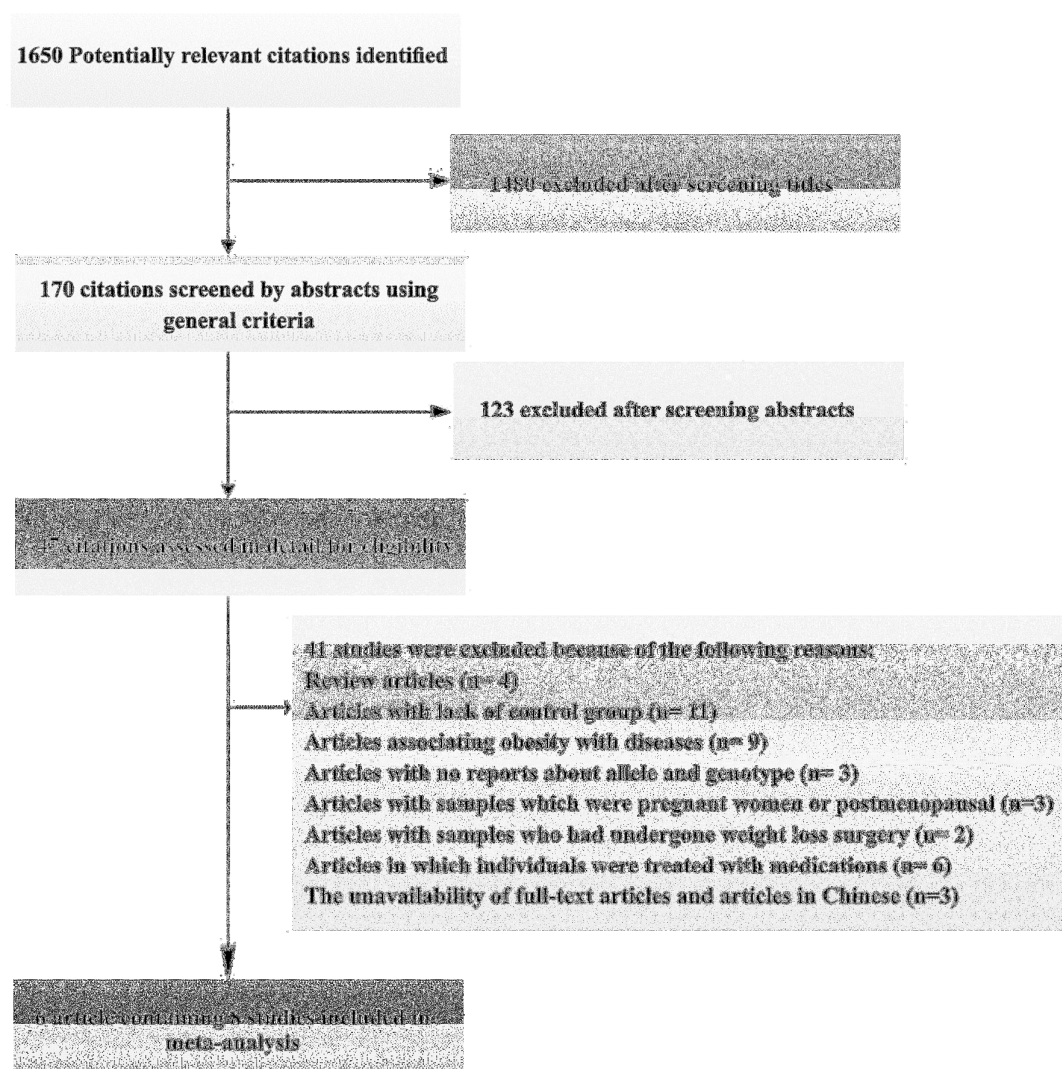 1650 Potentially relevant citations identified
1480 excluded after screening titles
170 citations screened by abstracts using
general criteria
123 excluded after screening abstracts
47 citations assessed in detail for eligibility
41 studies were excluded because of the following reasons:
Review articles (n= 4)
Articles with lack of control group (n= 11)
Articles associating obesity with diseases (n= 9)
Articles with no reports about allele and genotype (n= 3)
Articles with samples which were pregnant women or postmenopausal (n=3)
Articles with samples who had undergone weight loss surgery (n= 2)
Articles in which individuals were treated with medications (n= 6)
The unavailability of full-text articles and articles in Chinese (n=3)
6 article containing 8 studies included in
meta-analysis